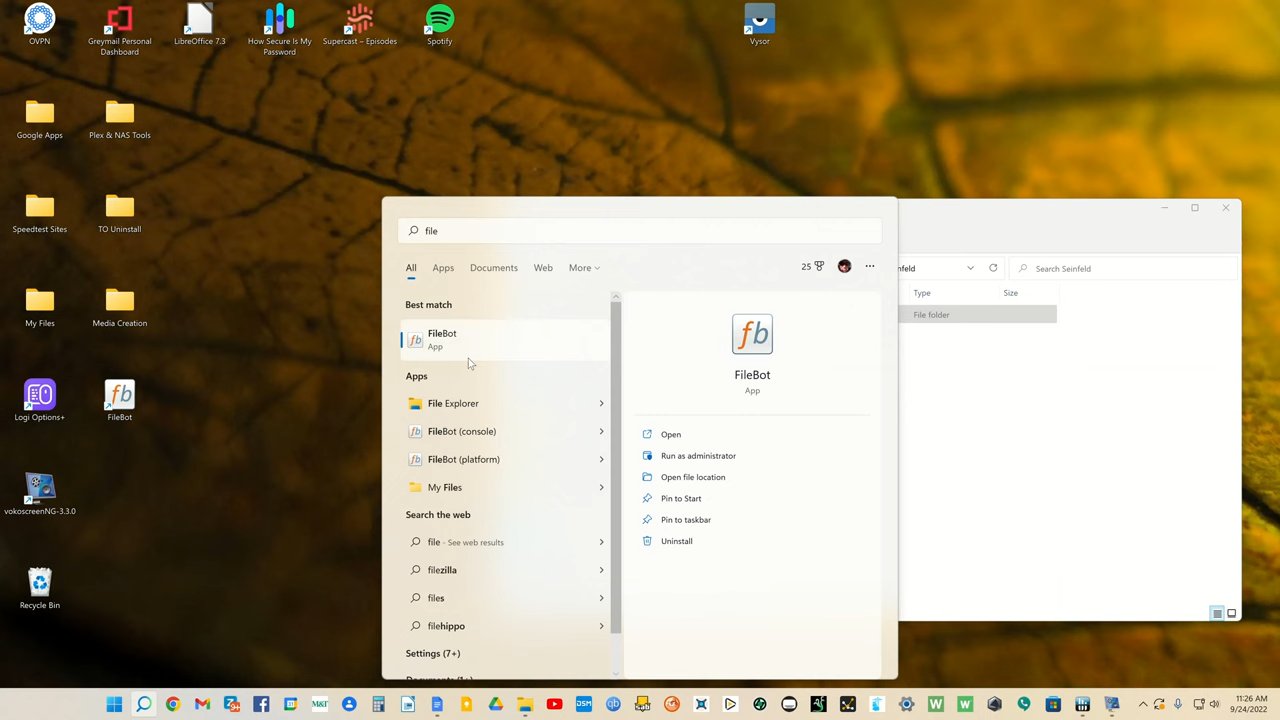 OVPN
Greymail Personal
Dashboard
LibreOffice 7.3
How Secure Is My
Password
Supercast – Episodes
Spotify
Vysor
Google Apps
Plex & NAS Tools
Speedtest Sites
TO Uninstall
My Files
Media Creation
Logi Options+
fb
FileBot
vokoscreenNG-3.3.0
Recycle Bin
file
All
Apps
Documents
Web
More
25
Best match
FileBot
App
Apps
File Explorer
FileBot (console)
FileBot (platform)
My Files
Search the web
file - See web results
filezilla
files
filehippo
Settings (7+)
fb
FileBot
App
Open
Run as administrator
Open file location
Pin to Start
Pin to taskbar
Uninstall
nfeld
Search Seinfeld
Type
Size
File folder
M&T
DSM
qb
11:26 AM
9/24/2022